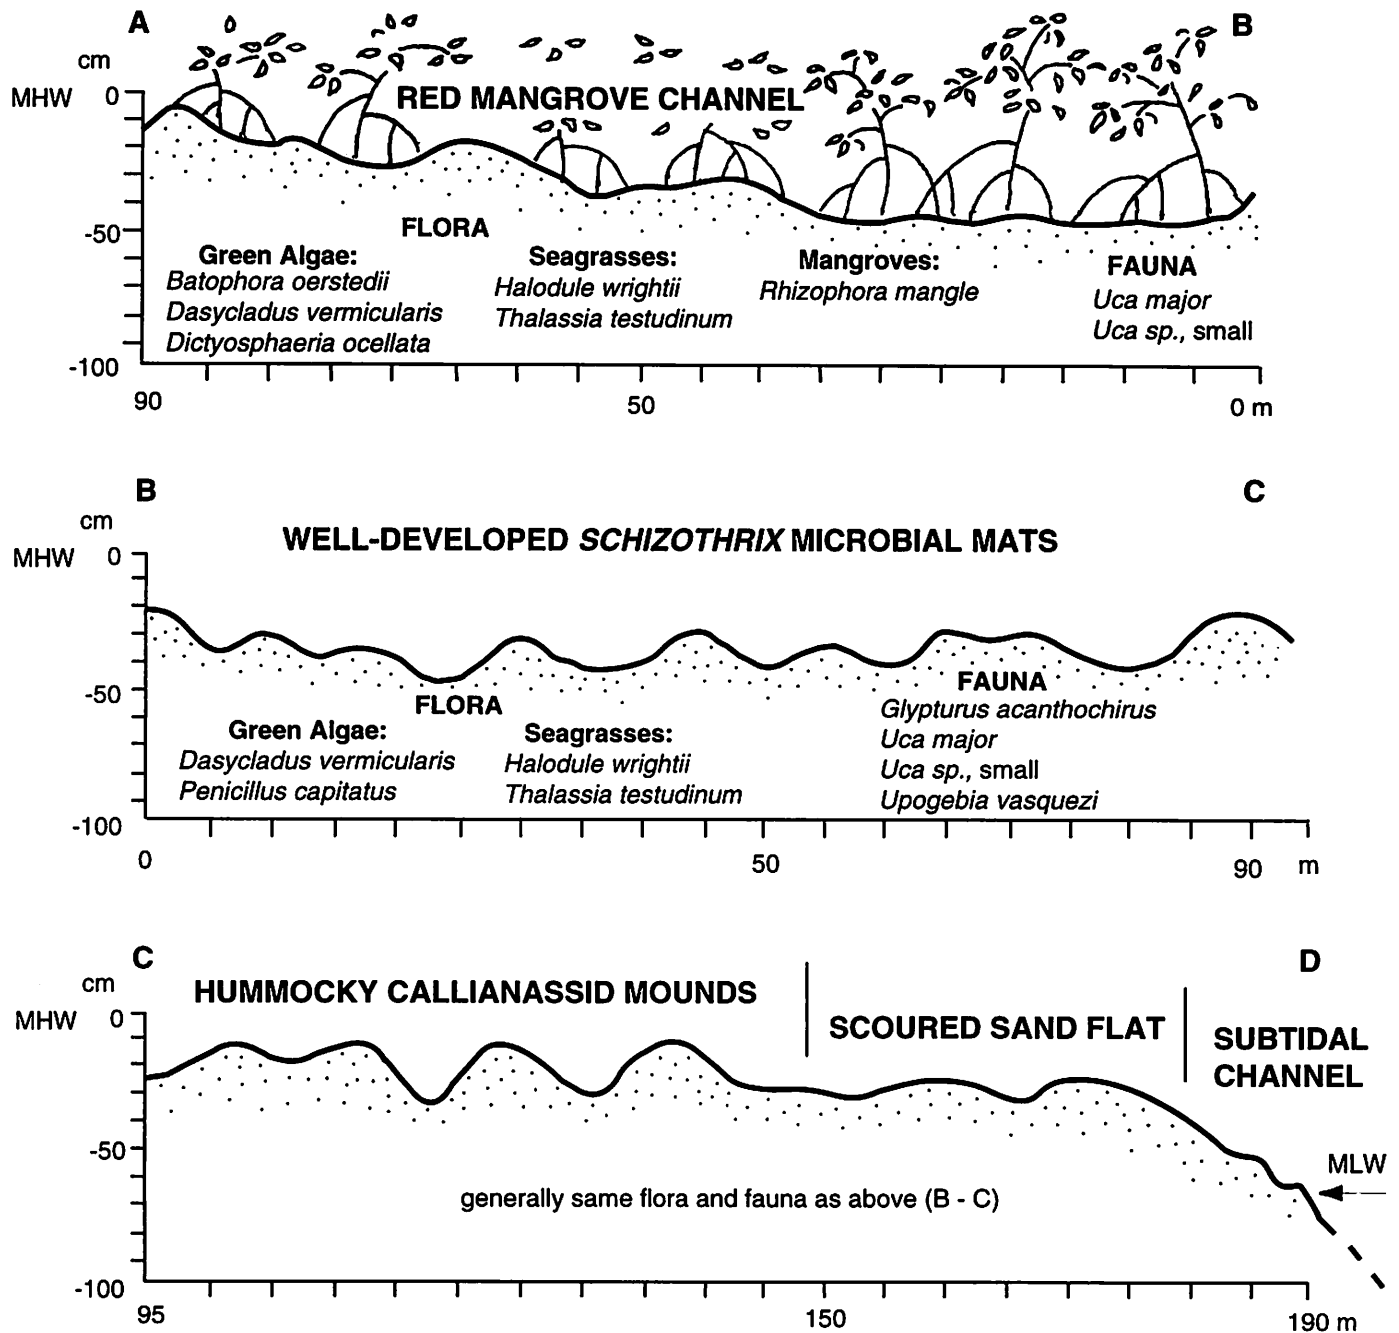 A
B
cm
MHW 0
RED MANGROVE CHANNEL
-50
FLORA
Green Algae:
Batophora oerstedii
Dasycladus vermicularis
Dictyosphaeria ocellata
Seagrasses:
Halodule wrightii
Thalassia testudinum
Mangroves:
Rhizophora mangle
FAUNA
Uca major
Uca sp., small
-100
90 50 0 m
B
C
cm
MHW 0
WELL-DEVELOPED SCHIZOTHRIX MICROBIAL MATS
-50
FLORA
Green Algae:
Dasycladus vermicularis
Penicillus capitatus
Seagrasses:
Halodule wrightii
Thalassia testudinum
FAUNA
Glypturus acanthochirus
Uca major
Uca sp., small
Upogebia vasquezi
-100
0 50 90 m
C
D
cm
MHW 0
HUMMOCKY CALLIANASSID MOUNDS
SCOURED SAND FLAT
SUBTIDAL
CHANNEL
-50
MLW
generally same flora and fauna as above (B - C)
-100
95 150 190 m